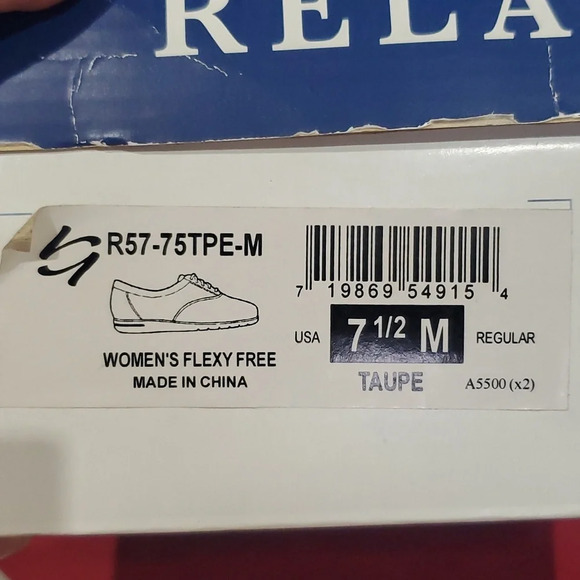 RELA
R57-75TPE-M
7 19869 54915 4
USA 7 1/2 M REGULAR
WOMEN'S FLEXY FREE
MADE IN CHINA
TAUPE
A5500 (x2)